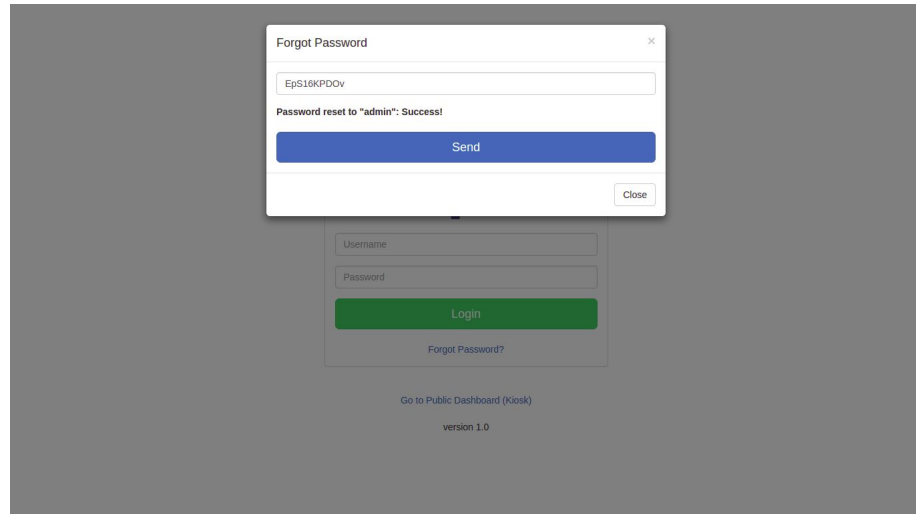 Forgot Password
×
EpS16KPDOv
Password reset to "admin": Success!
Send
Close
Username
Password
Login
Forgot Password?
Go to Public Dashboard (Kiosk)
version 1.0